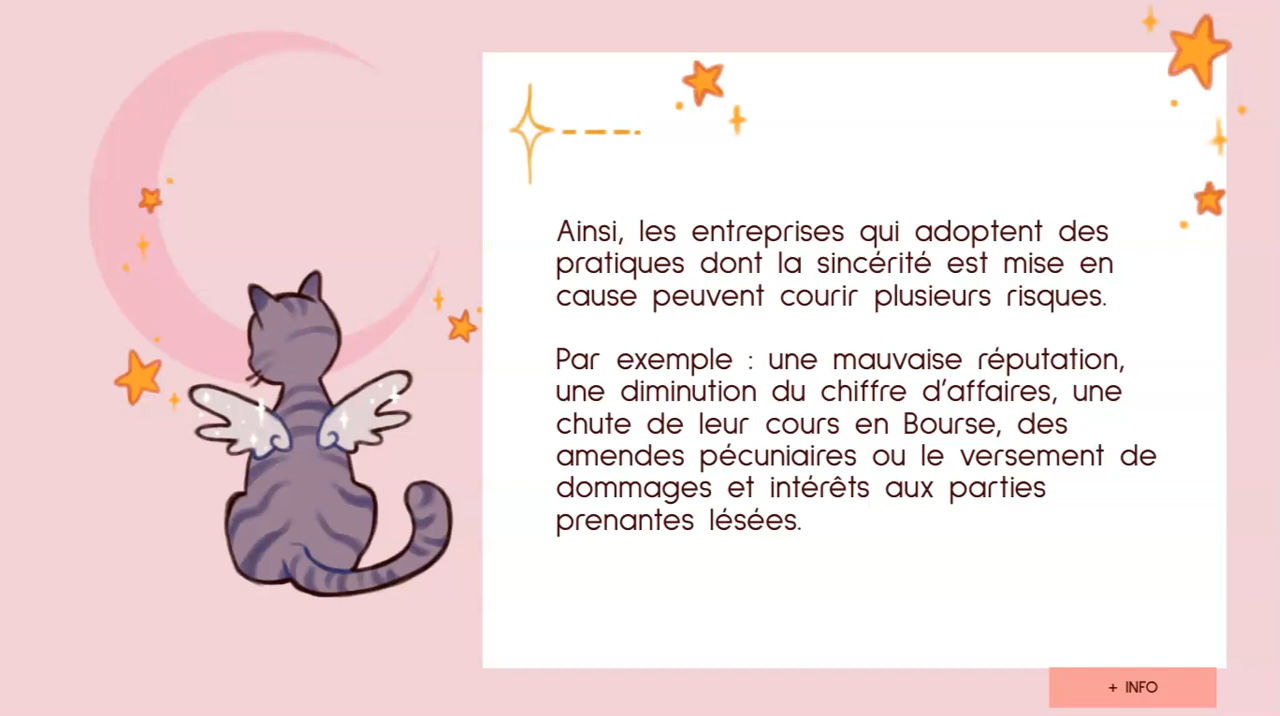 Ainsi, les entreprises qui adoptent des
pratiques dont la sincérité est mise en
cause peuvent courir plusieurs risques.
Par exemple : une mauvaise réputation,
une diminution du chiffre d'affaires, une
chute de leur cours en Bourse, des
amendes pécuniaires ou le versement de
dommages et intérêts aux parties
prenantes lésées.
+ INFO